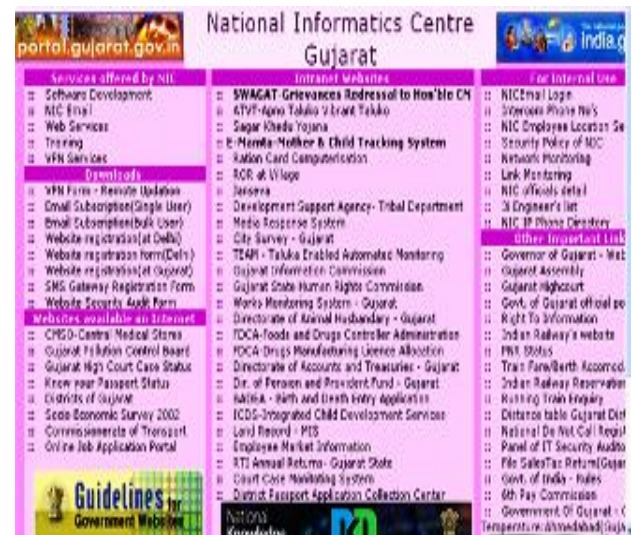 portal.gujarat.gov.in
National Informatics Centre
Gujarat
india.g
Services offered by NIC
:: Software Development
:: NIC Email
:: Web Services
:: Training
:: VPN Services
Downloads
:: VPN Form - Remote Updation
:: Email Subscription(Single User)
:: Email Subscription(Bulk User)
:: Website registration(at Delhi)
:: Website registration form(Delhi)
:: Website registration(at Gujarat)
:: SMS Gateway Registration Form
:: Website Security Audit Form
Websites available on Internet
:: CMSO-Central Medical Stores
:: Gujarat Pollution Control Board
:: Gujarat High Court Case Status
:: Know your Passport Status
:: Districts of Gujarat
:: Socio Economic Survey 2002
:: Commissionerate of Transport
:: Online Job Application Portal
Guidelines for
Government Websites
Intranet Websites
:: SWAGAT-Grievances Redressal to Hon'ble CM
:: ATVT-Apno Taluko Vibrant Taluko
:: Sagar Khedu Yojana
:: E-Mamta-Mother & Child Tracking System
:: Ration Card Computerisation
:: ROR at Village
:: Janseva
:: Development Support Agency- Tribal Department
:: Media Response System
:: City Survey - Gujarat
:: TEAM - Taluka Enabled Automated Monitoring
:: Gujarat Information Commission
:: Gujarat State Human Rights Commission
:: Works Monitoring System - Gujarat
:: Directorate of Animal Husbandary - Gujarat
:: FDCA-Foods and Drugs Controller Administration
:: FDCA-Drugs Manufacturing Licence Allocation
:: Directorate of Accounts and Treasuries - Gujarat
:: Dir. of Pension and Provident Fund - Gujarat
:: - Birth and Death Entry Application
:: ICDS-Integrated Child Development Services
:: Land Record - MIS
:: Employee Market Information
:: RTI Annual Returns- Gujarat State
:: Court Case Monitoring System
:: District Passport Application Collection Center
National
Knowledge
For Internal Use
:: NICEmail Login
:: Intercom Phone No's
:: NIC Employee Location Se
:: Security Policy of NIC
:: Network Monitoring
:: Link Monitoring
:: NIC officials detail
:: Engineer's list
:: NIC IP Phone Directory
Other Important Link
:: Governor of Gujarat - Web
:: Gujarat Assembly
:: Gujarat Highcourt
:: Govt. of Gujarat official po
:: Right To Information
:: Indian Railway's website
:: PNR Status
:: Train Fare/Berth Accomod
:: Indian Railway Reservation
:: Running Train Enquiry
:: Distance table Gujarat Dist
:: National Do Not Call Regist
:: Panel of IT Security Audito
:: File SalesTax Return(Gujar
:: Govt. of India - Rules
:: 6th Pay Commission
:: Government Of Gujarat - C
Temperature:Ahmedabad(Guja